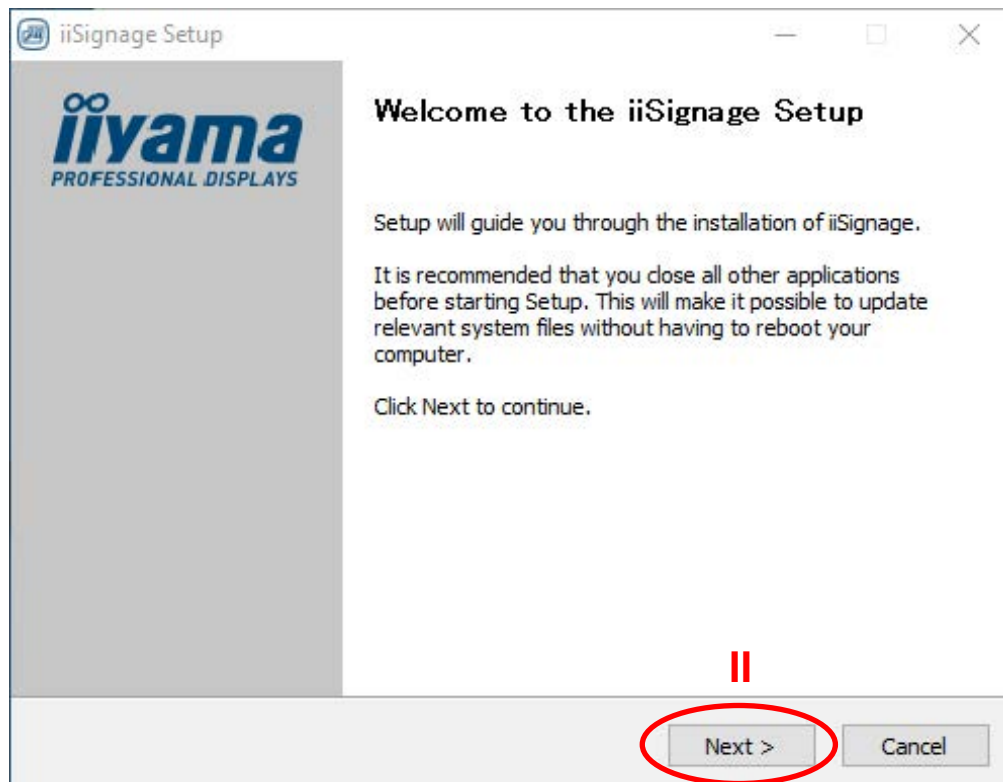 iiSignage Setup
iiyama
PROFESSIONAL DISPLAYS
Welcome to the iiSignage Setup
Setup will guide you through the installation of iiSignage.
It is recommended that you close all other applications
before starting Setup. This will make it possible to update
relevant system files without having to reboot your
computer.
Click Next to continue.
II
Next >
Cancel